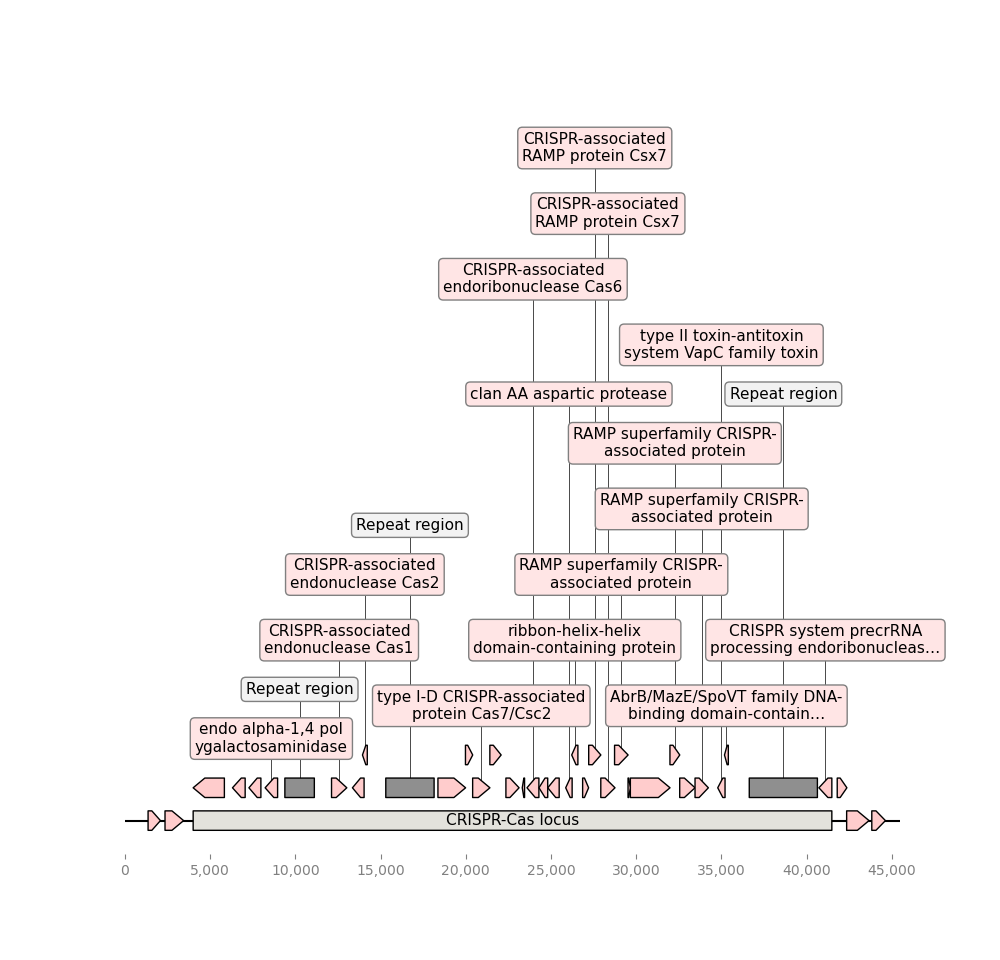 CRISPR-associated
RAMP protein Csx7
CRISPR-associated
RAMP protein Csx7
CRISPR-associated
endoribonuclease Cas6
type II toxin-antitoxin
system VapC family toxin
clan AA aspartic protease
Repeat region
RAMP superfamily CRISPR-
associated protein
RAMP superfamily CRISPR-
associated protein
Repeat region
CRISPR-associated
endonuclease Cas2
RAMP superfamily CRISPR-
associated protein
CRISPR-associated
endonuclease Cas1
ribbon-helix-helix
domain-containing protein
CRISPR system precrRNA
processing endoribonucleas…
Repeat region
type I-D CRISPR-associated
protein Cas7/Csc2
AbrB/MazE/SpoVT family DNA-
binding domain-contain…
endo alpha-1,4 pol
ygalactosaminidase
CRISPR-Cas locus
0
5,000
10,000
15,000
20,000
25,000
30,000
35,000
40,000
45,000